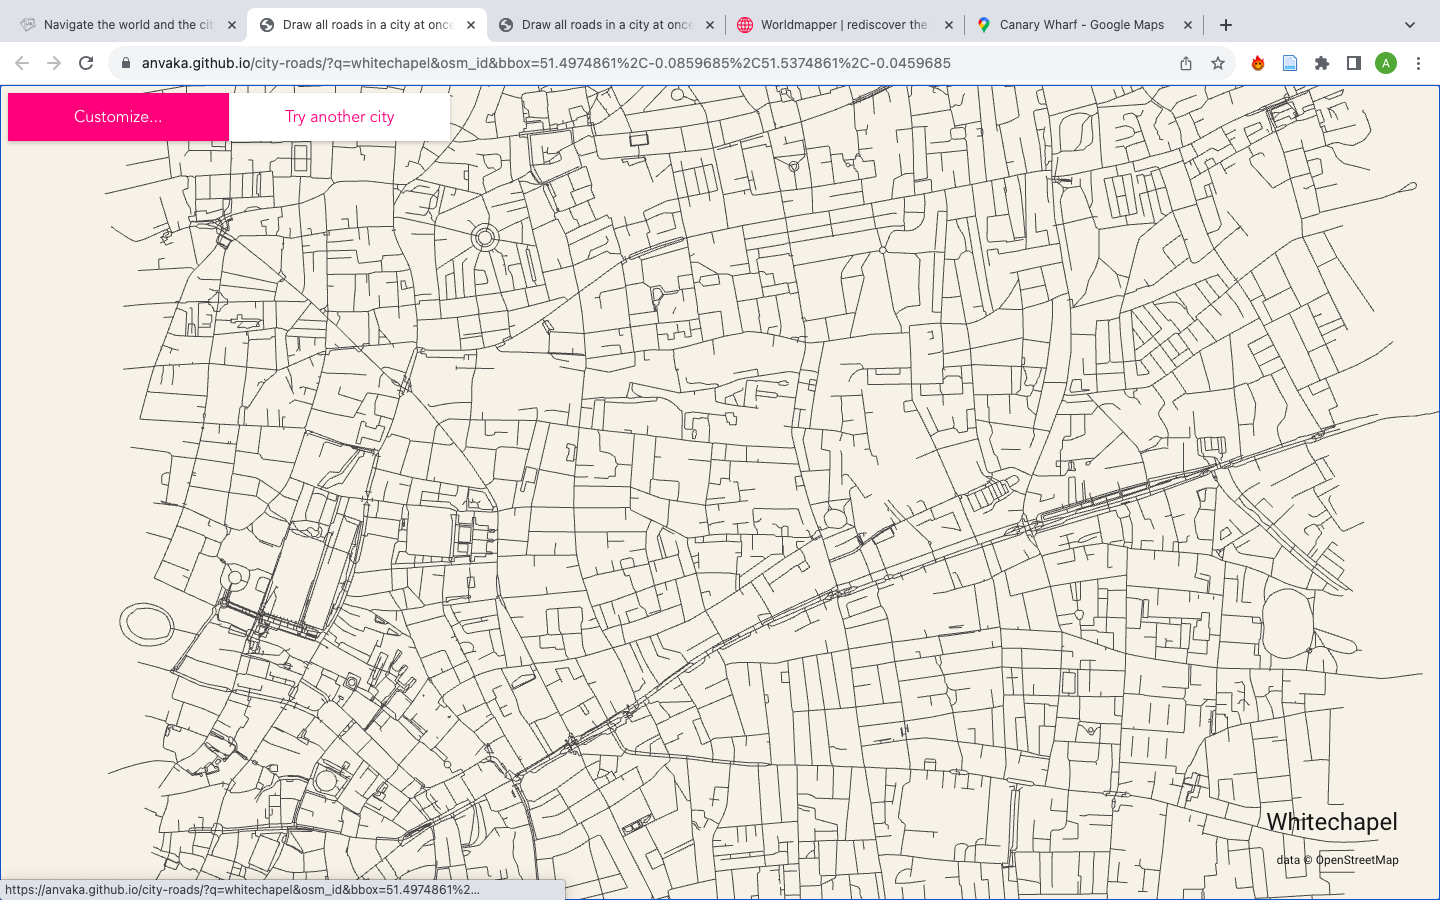 Navigate the world and the cit
Draw all roads in a city at once
Draw all roads in a city at once
Worldmapper | rediscover the
Canary Wharf - Google Maps
anvaka.github.io/city-roads/?q=whitechapel&osm_id&bbox=51.4974861%2C-0.0859685%2C51.5374861%2C-0.0459685
A
Customize...
Try another city
Whitechapel
data © OpenStreetMap
https://anvaka.github.io/city-roads/?q=whitechapel&osm_id&bbox=51.4974861%2...